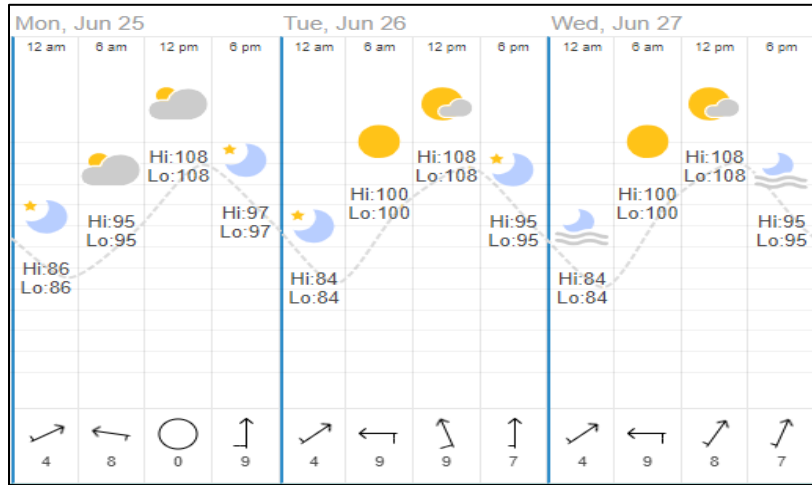 Mon, Jun 25 Tue, Jun 26 Wed, Jun 27
12 am 6 am 12 pm 6 pm 12 am 6 am 12 pm 6 pm 12 am 6 am 12 pm 6 pm
Hi:86
Lo:86
Hi:95
Lo:95
Hi:108
Lo:108
Hi:97
Lo:97
Hi:84
Lo:84
Hi:100
Lo:100
Hi:108
Lo:108
Hi:95
Lo:95
Hi:84
Lo:84
Hi:100
Lo:100
Hi:108
Lo:108
Hi:95
Lo:95
4 8 0 9 4 9 9 7 4 9 8 7